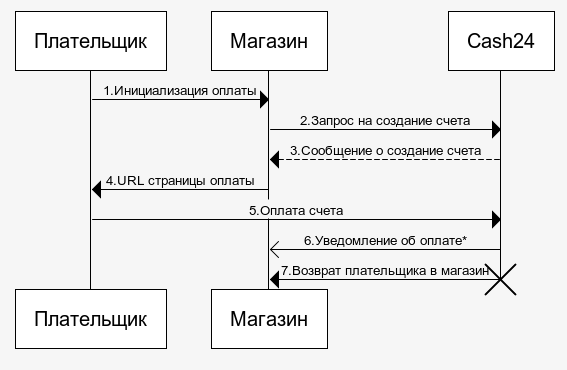 Плательщик
Магазин
Cash24
1.Инициализация оплаты
2.Запрос на создание счета
3.Сообщение о создание счета
4.URL страницы оплаты
5.Оплата счета
6.Уведомление об оплате*
7.Возврат плательщика в магазин
Плательщик
Магазин
Cash24